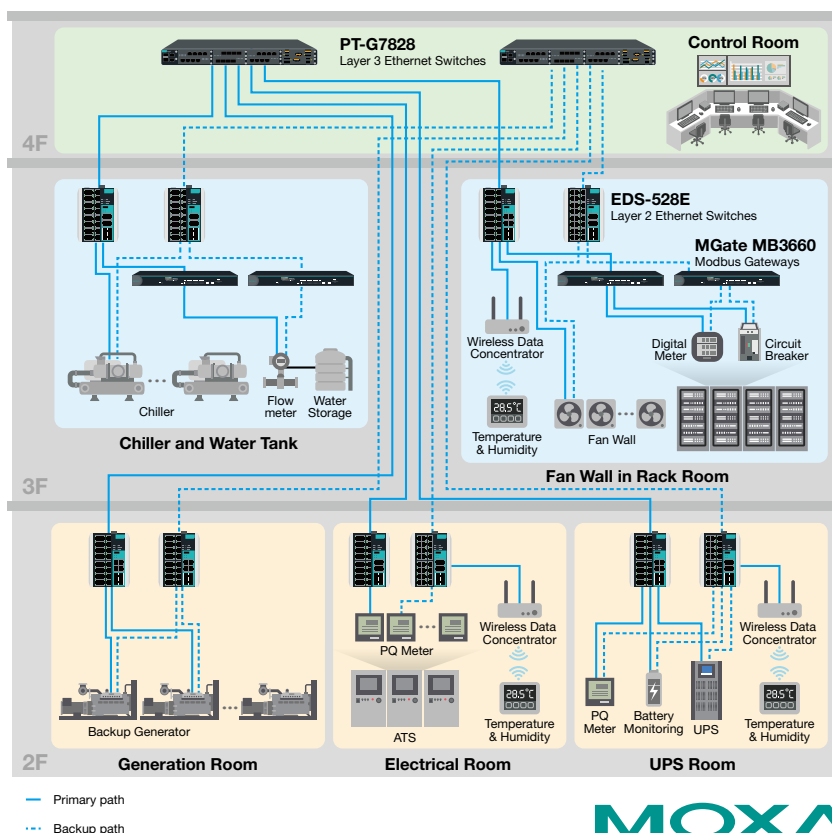 PT-G7828
Layer 3 Ethernet Switches
Control Room
4F
EDS-528E
Layer 2 Ethernet Switches
MGate MB3660
Modbus Gateways
Wireless Data
Concentrator
Digital
Meter
Circuit
Breaker
Chiller
Flow
meter
Water
Storage
28.5°C
Temperature
& Humidity
Fan Wall
Chiller and Water Tank
Fan Wall in Rack Room
3F
Wireless Data
Concentrator
PQ Meter
Wireless Data
Concentrator
28.5°C
28.5°C
Backup Generator
ATS
Temperature
& Humidity
PQ
Meter
Battery
Monitoring
UPS
Temperature
& Humidity
2F
Generation Room
Electrical Room
UPS Room
Primary path
Backup path
MOXA